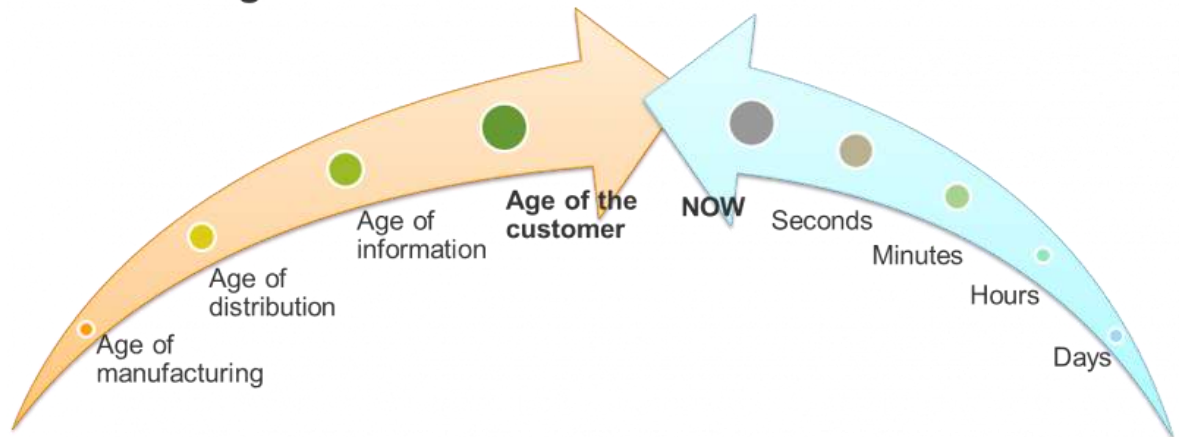 Age of the
customer
NOW
Seconds
Age of
information
Minutes
Age of
distribution
Hours
Age of
manufacturing
Days